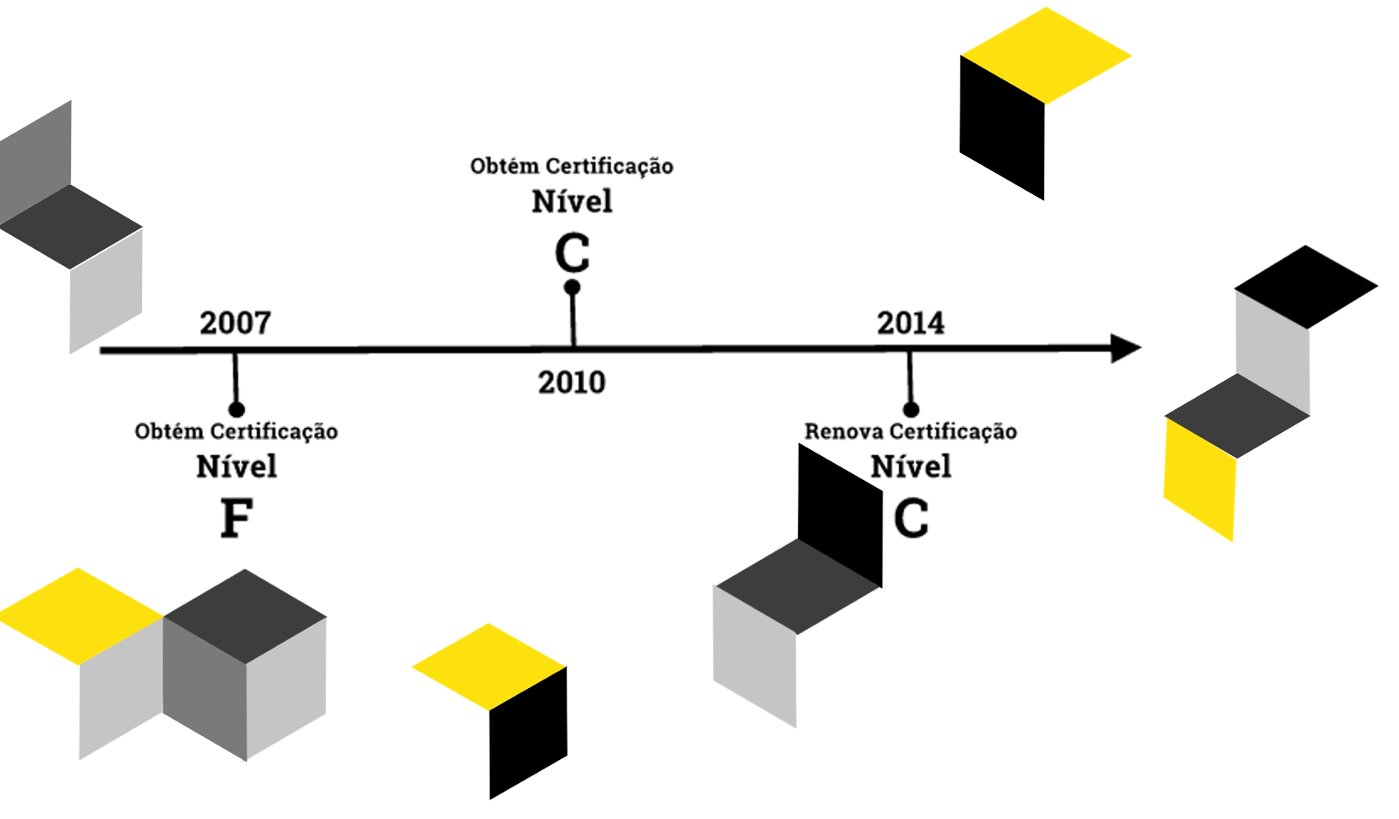 2007
Obtém Certificação
Nível
F
Obtém Certificação
Nível
C
2010
2014
Renova Certificação
Nível
C